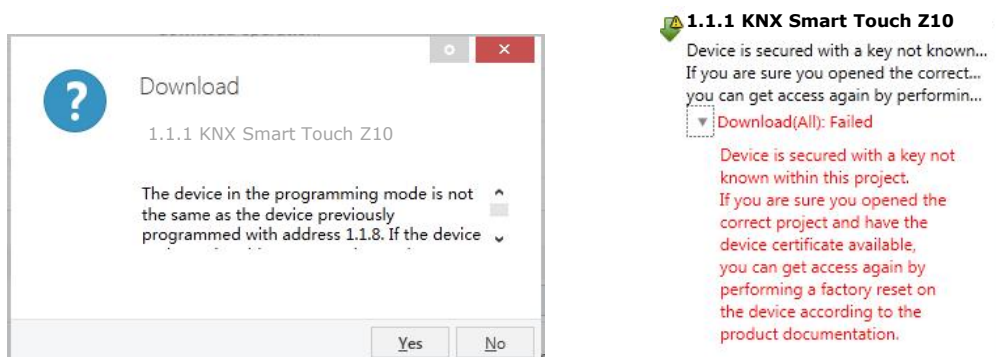 Download
1.1.1 KNX Smart Touch Z10
The device in the programming mode is not
the same as the device previously
programmed with address 1.1.8. If the device
Yes
No
1.1.1 KNX Smart Touch Z10
Device is secured with a key not known...
If you are sure you opened the correct...
you can get access again by performin...
Download(All): Failed
Device is secured with a key not
known within this project.
If you are sure you opened the
correct project and have the
device certificate available,
you can get access again by
performing a factory reset on
the device according to the
product documentation.